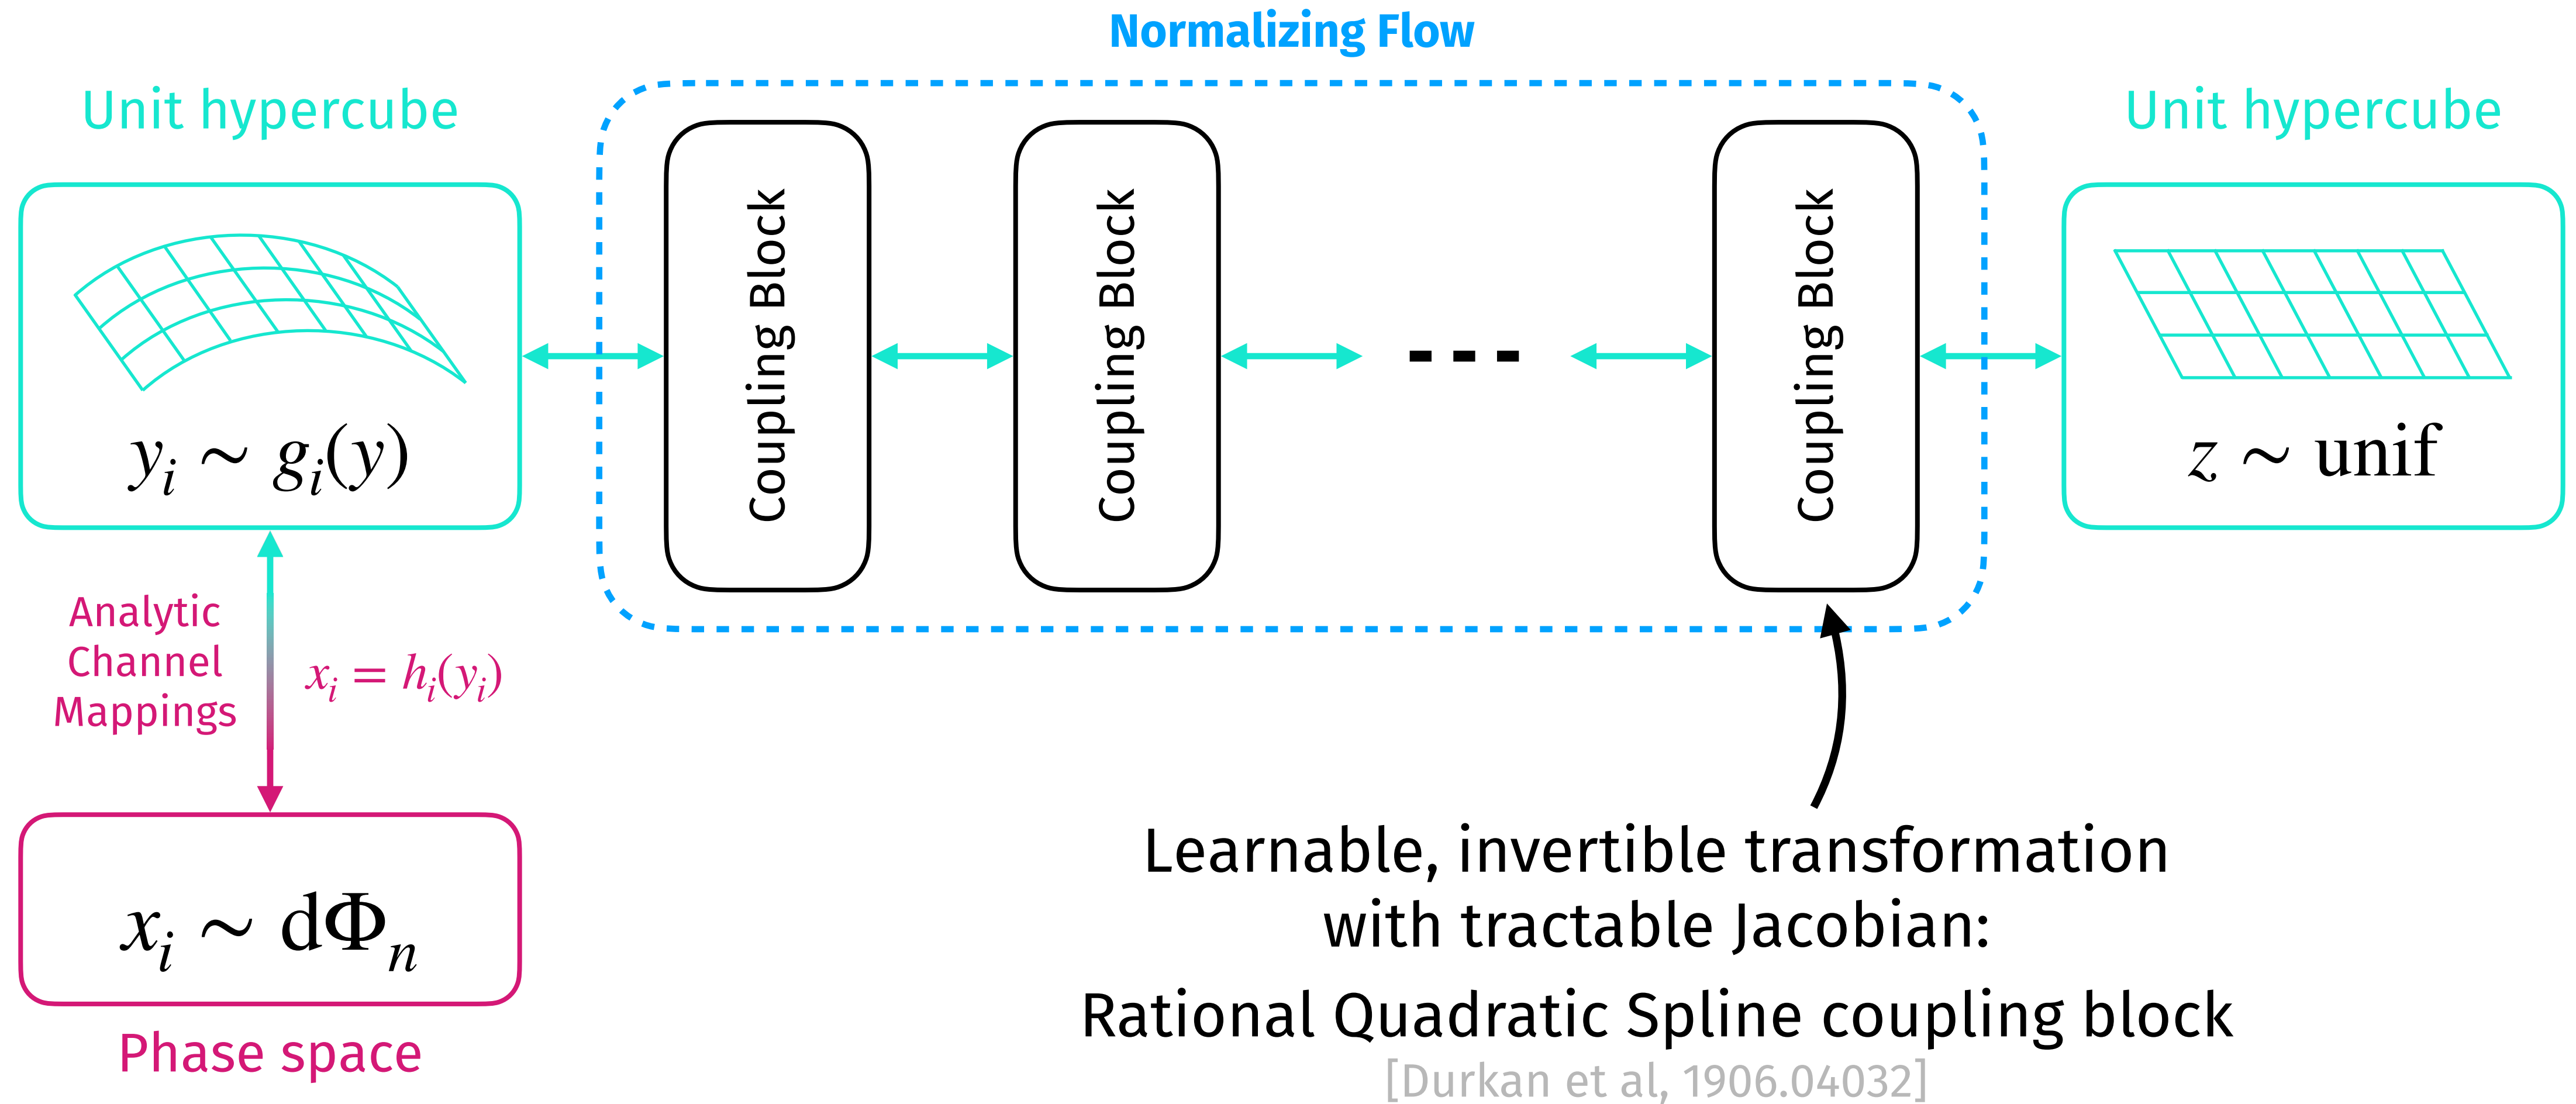 Normalizing Flow
Unit hypercube
Unit hypercube
Coupling Block
Coupling Block
Coupling Block
yᵢ ∼ gᵢ(y)
z ∼ unif
Analytic
Channel
Mappings
xᵢ = hᵢ(yᵢ)
xᵢ ∼ dΦₙ
Phase space
Learnable, invertible transformation
with tractable Jacobian:
Rational Quadratic Spline coupling block
[Durkan et al, 1906.04032]